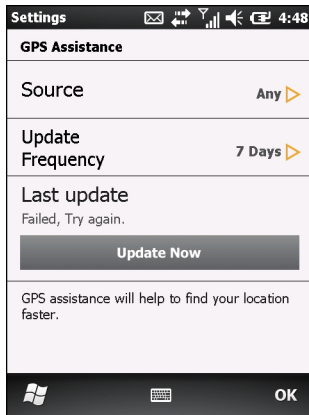 Settings 4:48
GPS Assistance
Source Any
Update
Frequency 7 Days
Last update
Failed, Try again.
Update Now
GPS assistance will help to find your location
faster.
OK